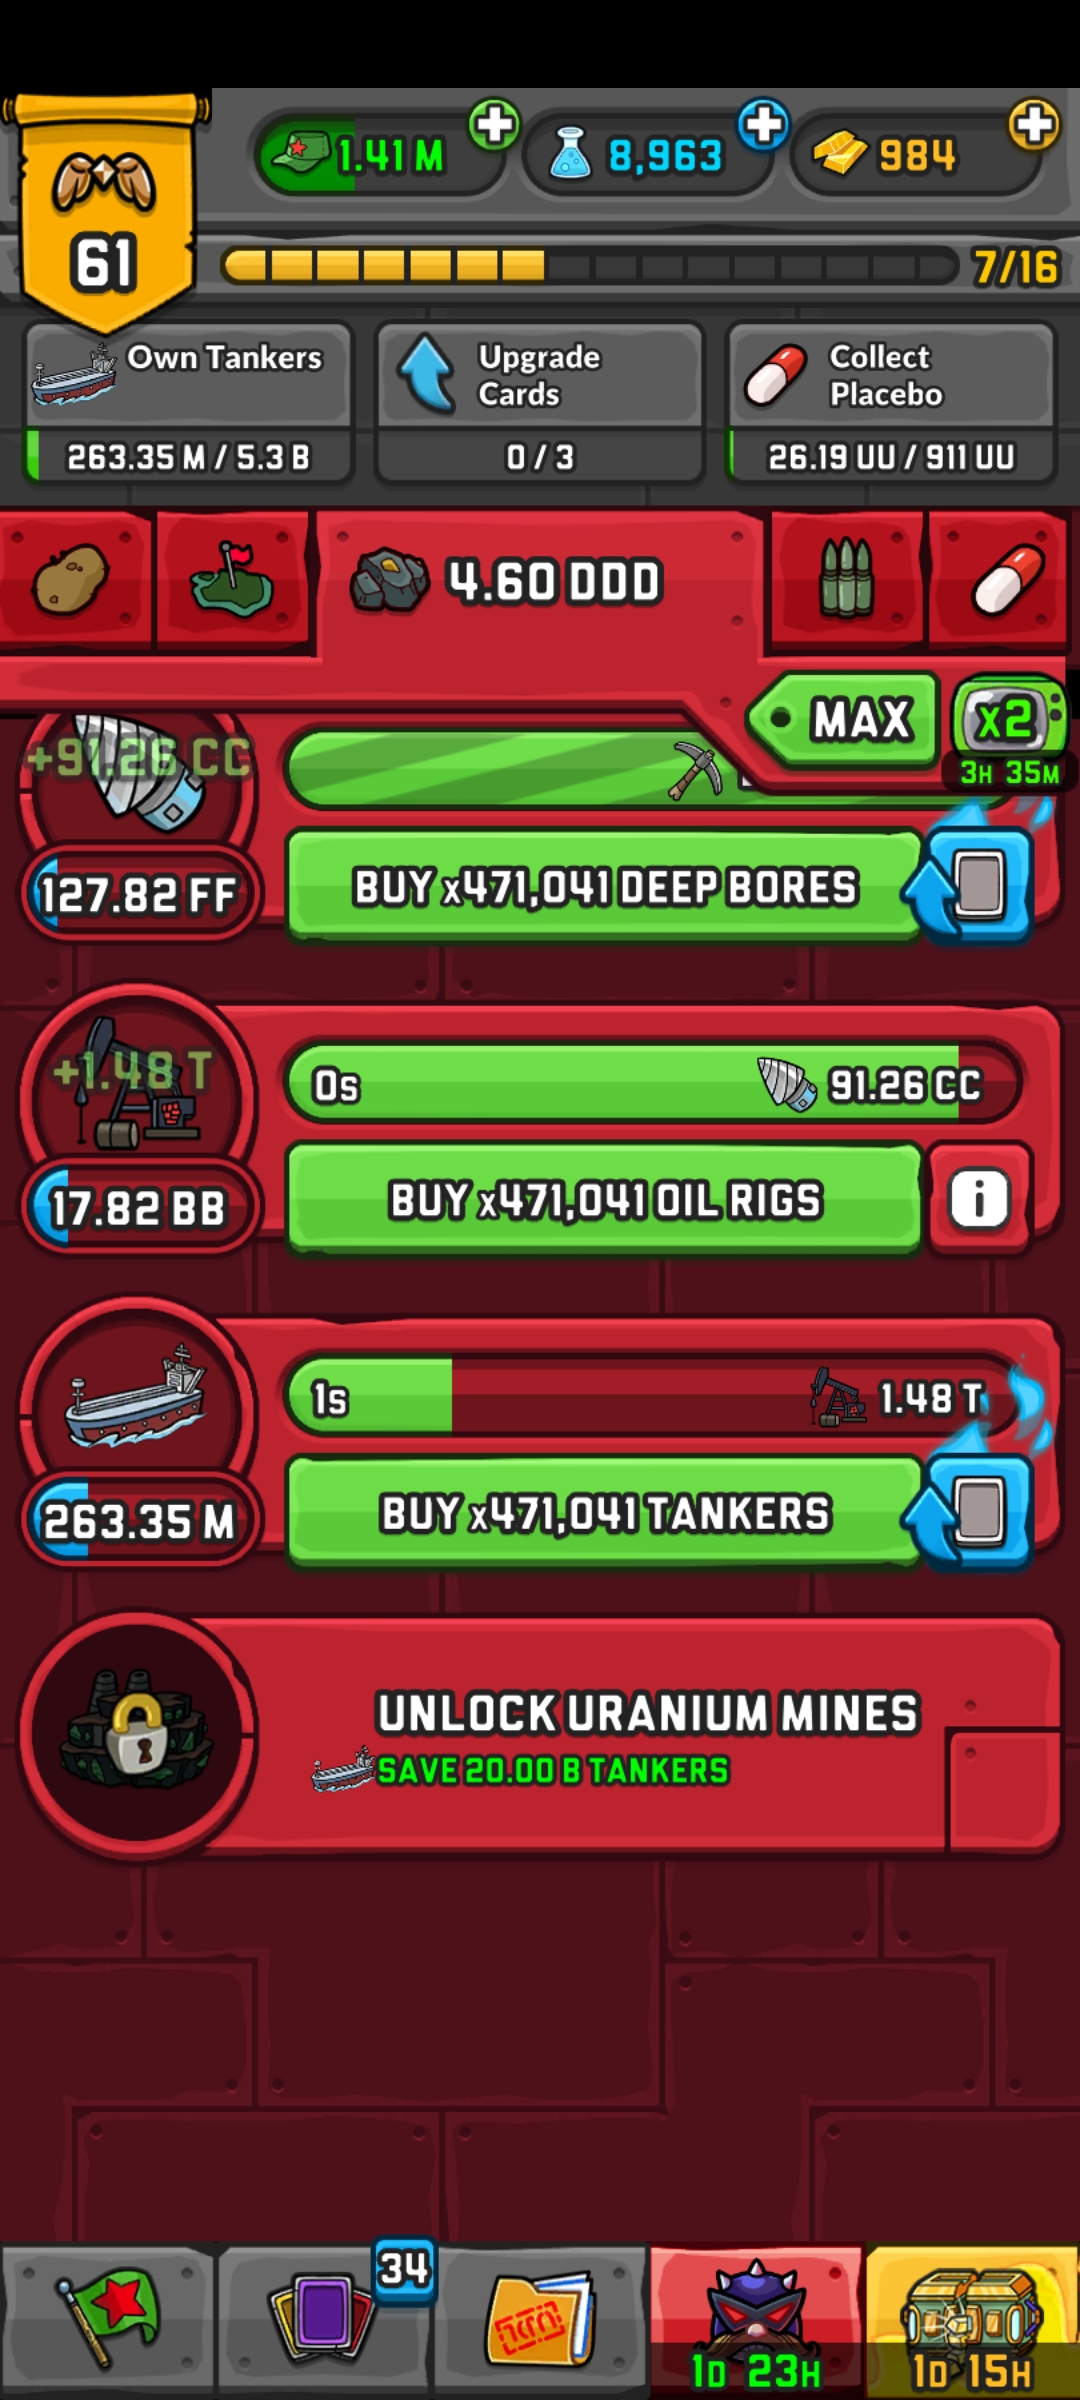 1.41 M
8,963
984
61
7/16
Own Tankers
263.35 M / 5.3 B
Upgrade
Cards
0 / 3
Collect
Placebo
26.19 UU / 911 UU
4.60 DDD
MAX
x2
3H 35M
+91.26 CC
127.82 FF
BUY x471,041 DEEP BORES
+1.48 T
0s
91.26 CC
17.82 BB
BUY x471,041 OIL RIGS
i
1s
1.48 T
263.35 M
BUY x471,041 TANKERS
UNLOCK URANIUM MINES
SAVE 20.00 B TANKERS
34
1D 23H
1D 15H